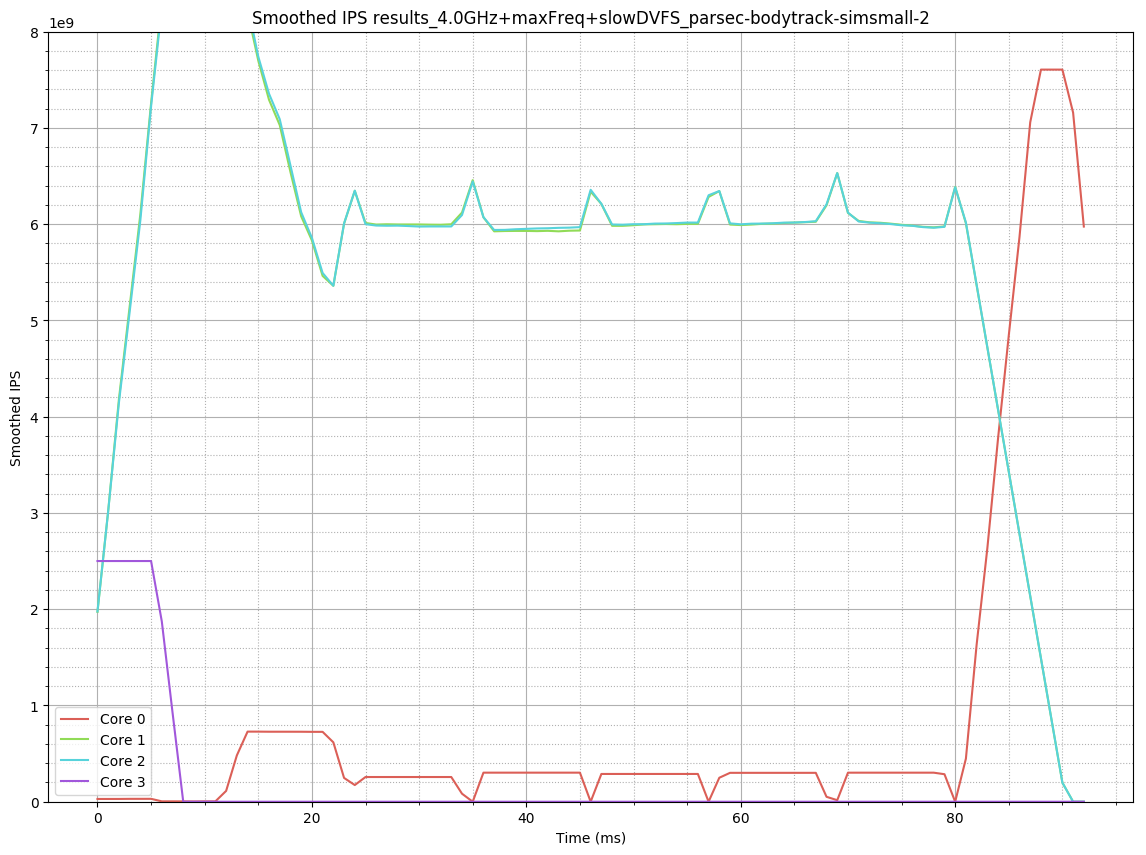 Smoothed IPS results_4.0GHz+maxFreq+slowDVFS_parsec-bodytrack-simsmall-2
1e9
8
7
6
5
4
3
2
1
0
Smoothed IPS
Core 0
Core 1
Core 2
Core 3
0 20 40 60 80
Time (ms)